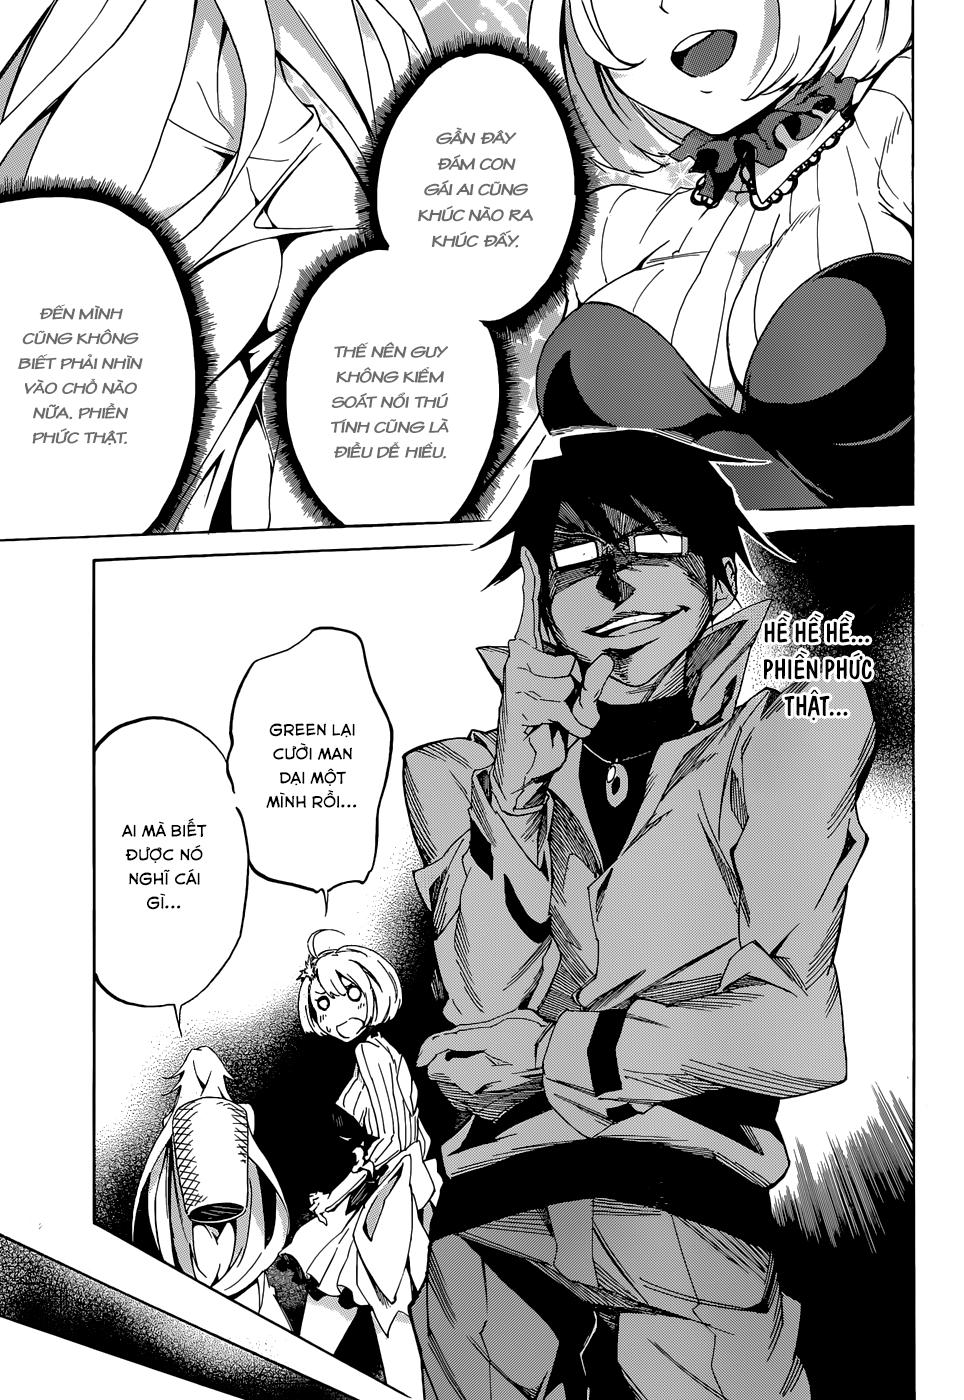 GẦN ĐÂY
ĐÁM CON
GÁI AI CŨNG
KHÚC NÀO RA
KHÚC ĐẤY.
THẾ NÊN GUY
KHÔNG KIỂM
SOÁT NỔI THÚ
TÍNH CŨNG LÀ
ĐIỀU DỄ HIỂU.
ĐẾN MÌNH
CŨNG KHÔNG
BIẾT PHẢI NHÌN
VÀO CHỖ NÀO
NỮA. PHIỀN
PHỨC THẬT.
HỀ HỀ HỀ...
PHIỀN PHỨC
THẬT...
GREEN LẠI
CƯỜI MAN
DẠI MỘT
MÌNH RỒI...
AI MÀ BIẾT
ĐƯỢC NÓ
NGHĨ CÁI
GÌ...